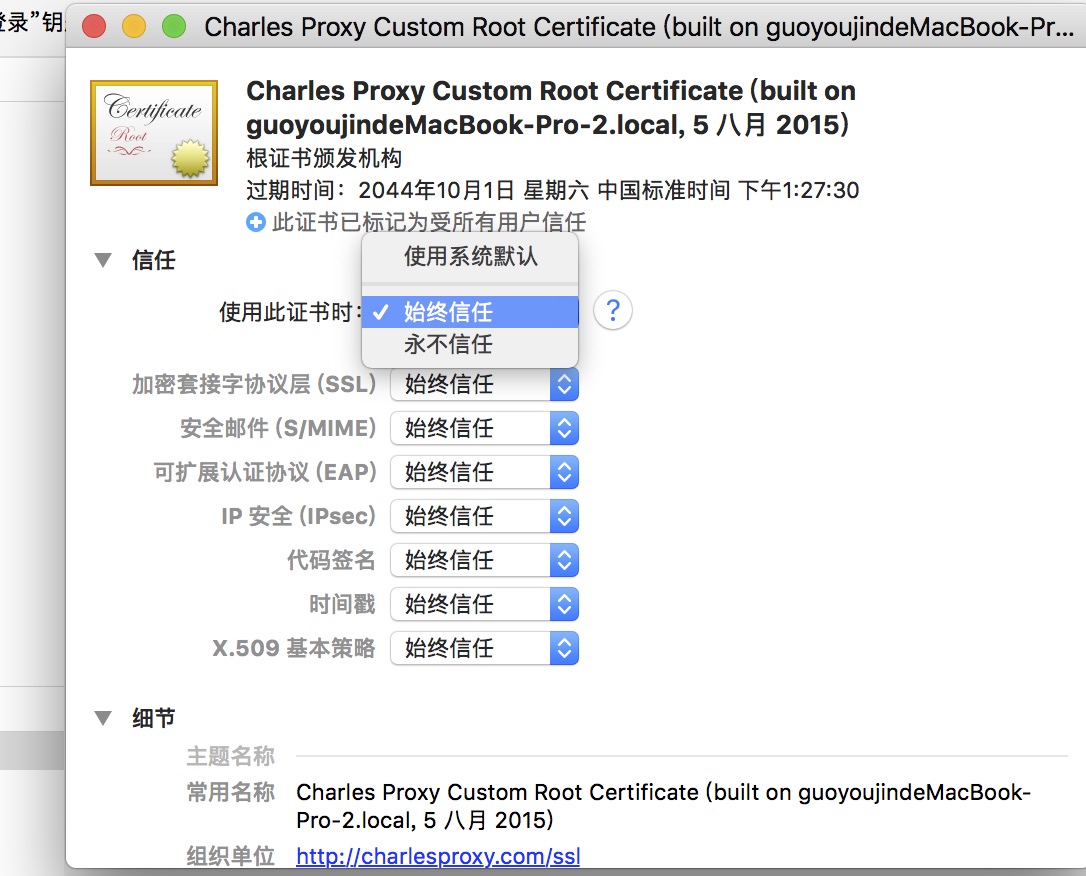 登录”钥
Charles Proxy Custom Root Certificate (built on guoyoujindeMacBook-Pr...
Certificate
Root
Charles Proxy Custom Root Certificate (built on
guoyoujindeMacBook-Pro-2.local, 5 八月 2015)
根证书颁发机构
过期时间：2044年10月1日 星期六 中国标准时间 下午1:27:30
此证书已标记为受所有用户信任
信任
使用系统默认
使用此证书时: ✓ 始终信任 ?
永不信任
加密套接字协议层 (SSL) 始终信任
安全邮件 (S/MIME) 始终信任
可扩展认证协议 (EAP) 始终信任
IP 安全 (IPsec) 始终信任
代码签名 始终信任
时间戳 始终信任
X.509 基本策略 始终信任
细节
主题名称
常用名称 Charles Proxy Custom Root Certificate (built on guoyoujindeMacBook-
Pro-2.local, 5 八月 2015)
组织单位 http://charlesproxy.com/ssl